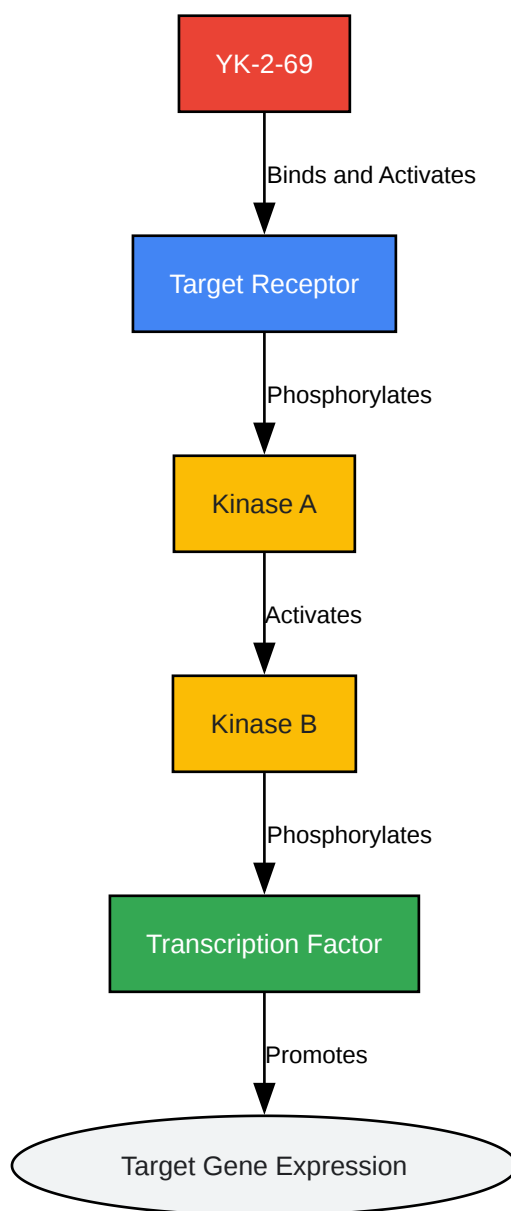 YK-2-69
Binds and Activates
Target Receptor
Phosphorylates
Kinase A
Activates
Kinase B
Phosphorylates
Transcription Factor
Promotes
Target Gene Expression